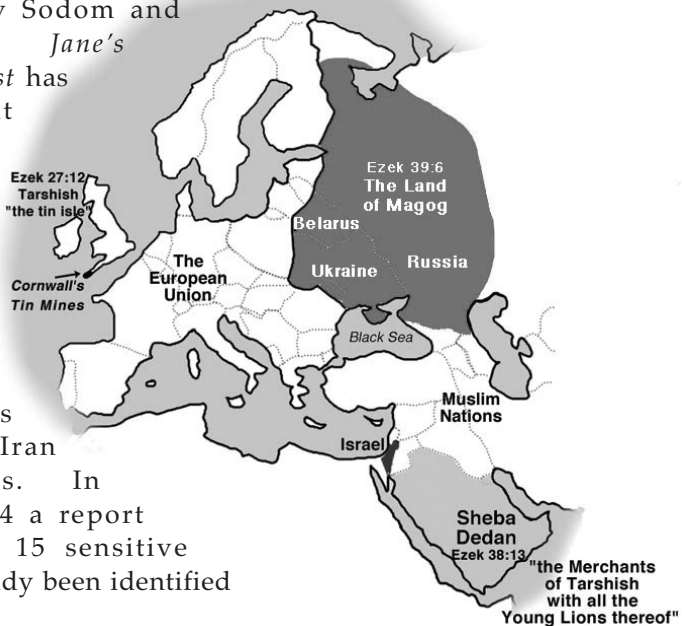 Sodom and
Jane's
has
Ezek 27:12
Tarshish
"the tin isle"
Cornwall's
Tin Mines
The
European
Union
Ezek 39:6
The Land
of Magog
Belarus
Ukraine
Russia
Black Sea
Muslim
Nations
Israel
Iran
In
4 a report
15 sensitive
been identified
Sheba
Dedan
Ezek 38:13
"the Merchants
of Tarshish
with all the
Young Lions thereof"